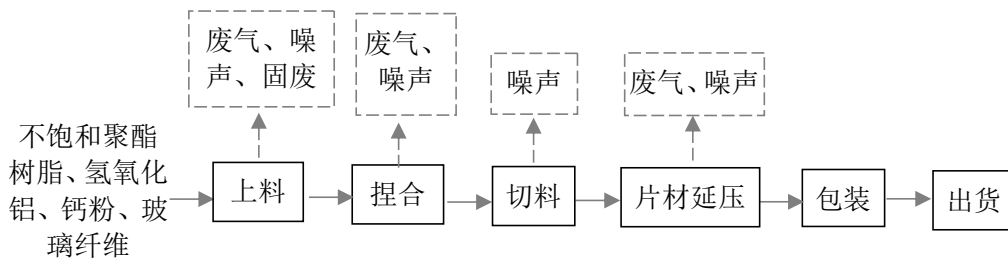 废气、噪
声、固废
废气、
噪声
噪声
废气、噪声
不饱和聚酯
树脂、氢氧化
铝、钙粉、玻
璃纤维
上料
捏合
切料
片材延压
包装
出货